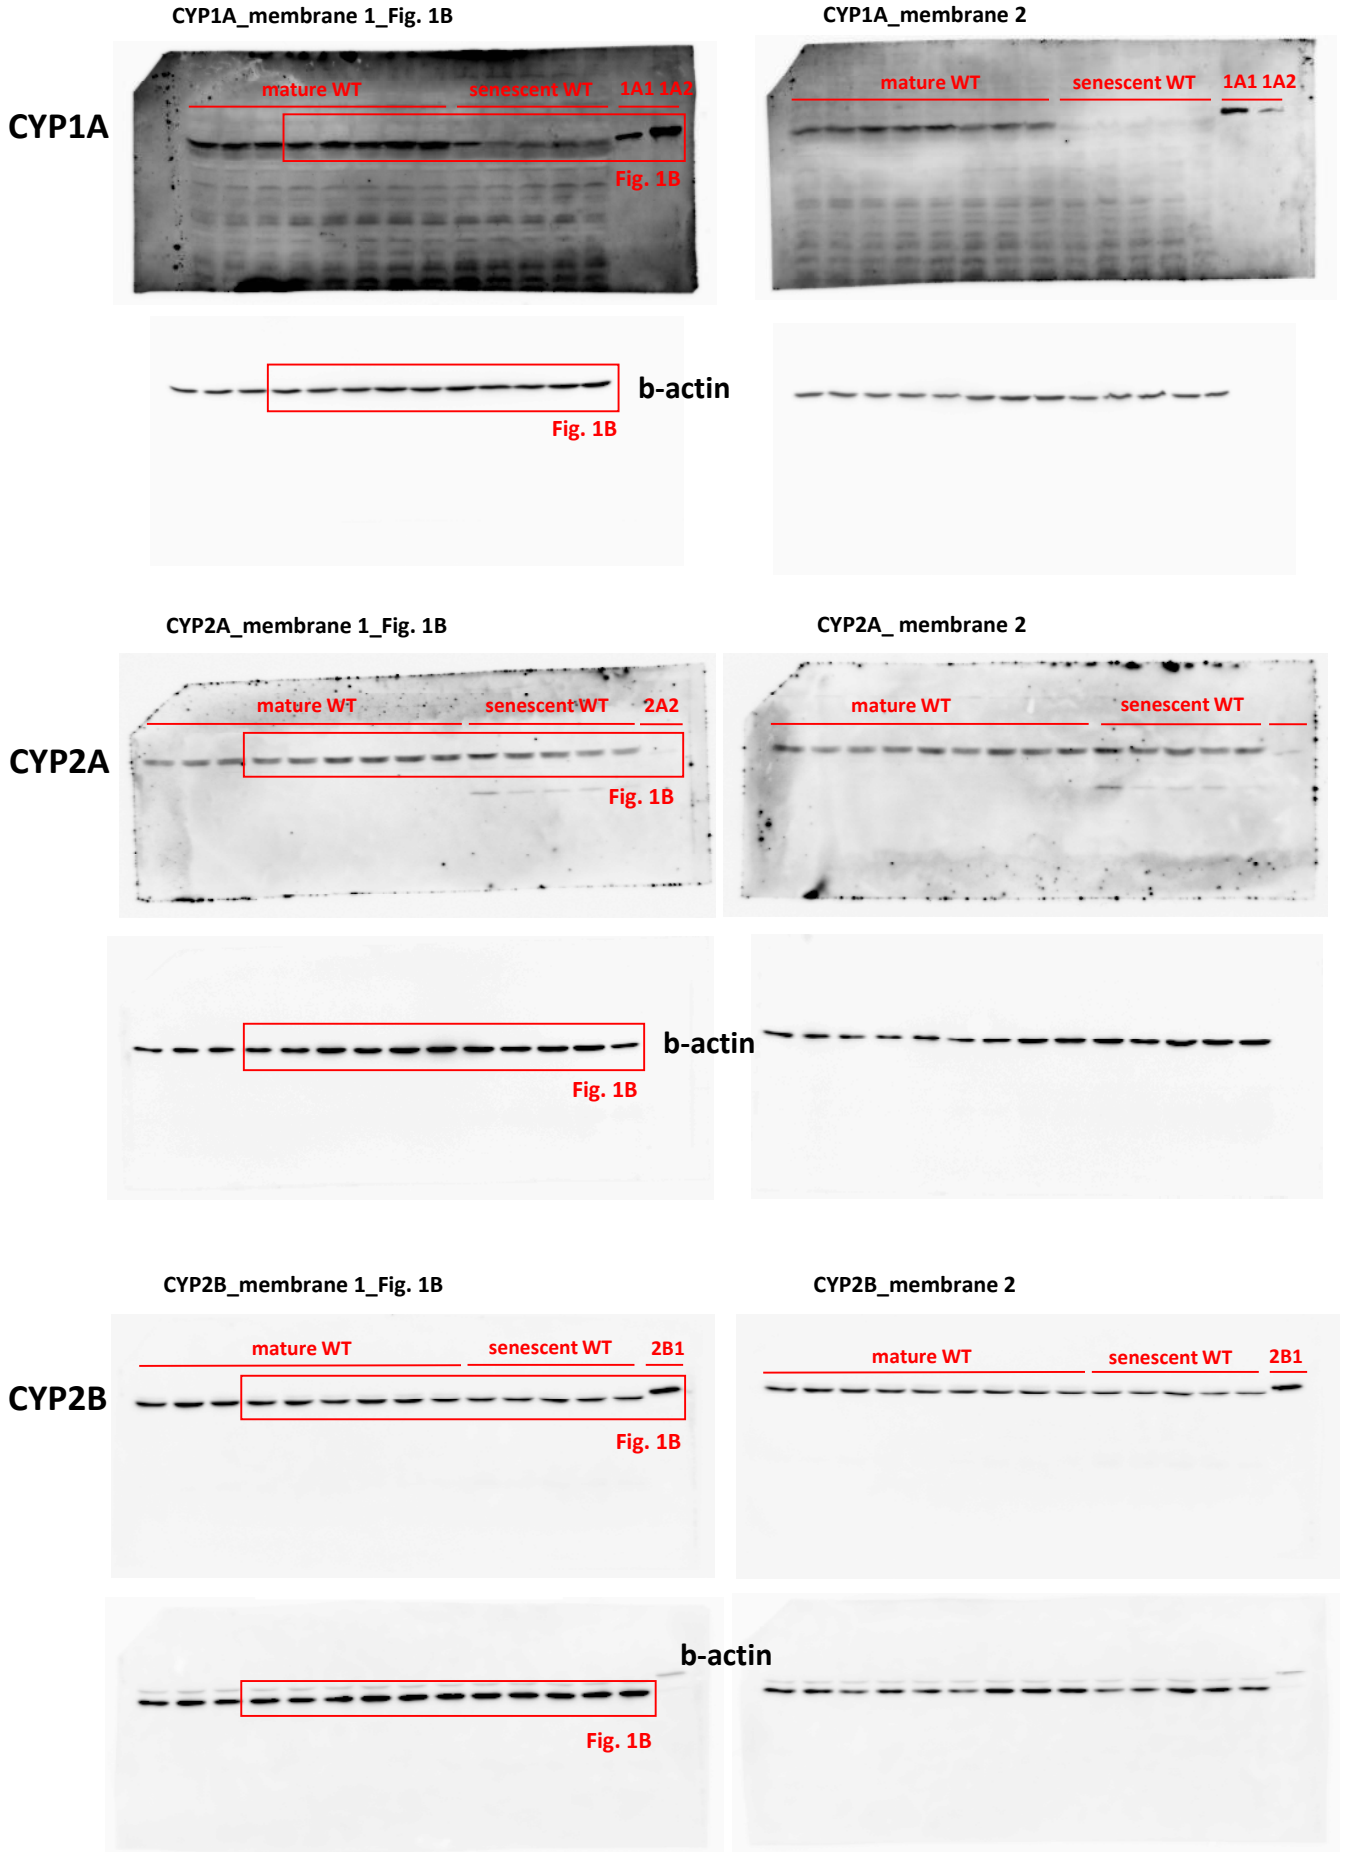 CYP1A_membrane 1_Fig. 1B
CYP1A_membrane 2
mature WT senescent WT 1A1 1A2
mature WT senescent WT 1A1 1A2
CYP1A
Fig. 1B
b-actin
Fig. 1B
CYP2A_membrane 1_Fig. 1B
CYP2A_ membrane 2
mature WT senescent WT 2A2
mature WT senescent WT
CYP2A
Fig. 1B
b-actin
Fig. 1B
CYP2B_membrane 1_Fig. 1B
CYP2B_membrane 2
mature WT senescent WT 2B1
mature WT senescent WT 2B1
CYP2B
Fig. 1B
b-actin
Fig. 1B